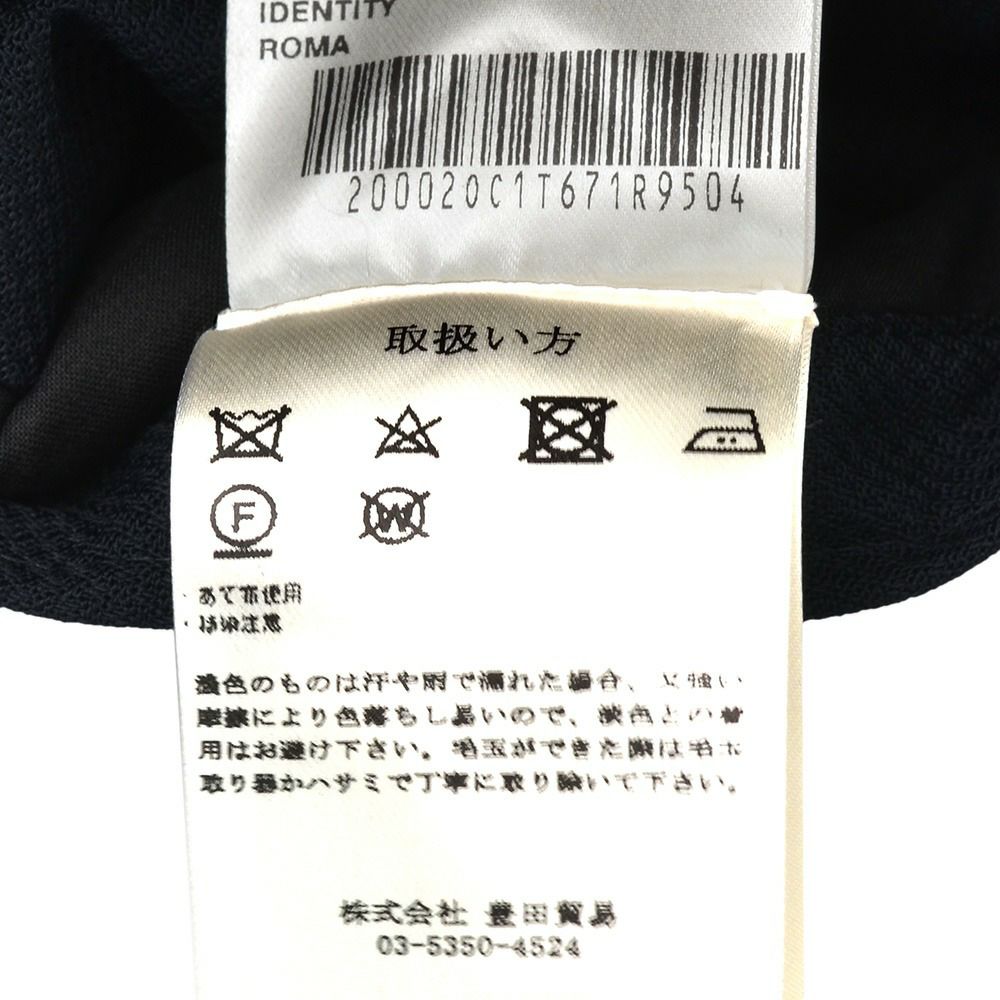 IDENTITY
ROMA
200020C1T671R9504
取扱い方
F
W
・あて布使用
・移染注意
濃色のものは汗や雨で濡れた場合、又強い
摩擦により色落ちし易いので、淡色との着
用はお避け下さい。毛玉ができた際は毛玉
取り器かハサミで丁寧に取り除いて下さい。
株式会社 豊田貿易
03-5350-4524